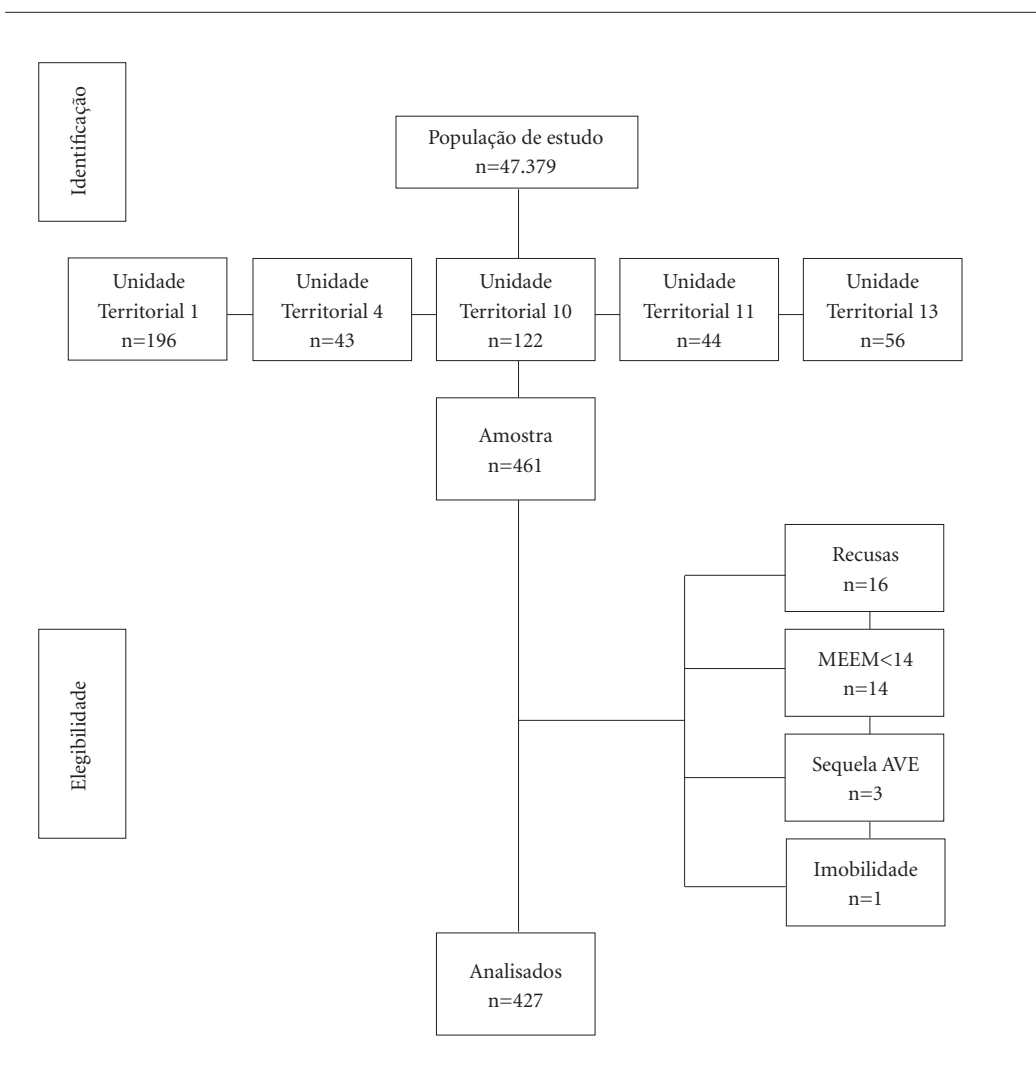 Identificação
População de estudo
n=47.379
Unidade
Territorial 1
n=196
Unidade
Territorial 4
n=43
Unidade
Territorial 10
n=122
Unidade
Territorial 11
n=44
Unidade
Territorial 13
n=56
Amostra
n=461
Elegibilidade
Recusas
n=16
MEEM<14
n=14
Sequela AVE
n=3
Imobilidade
n=1
Analisados
n=427